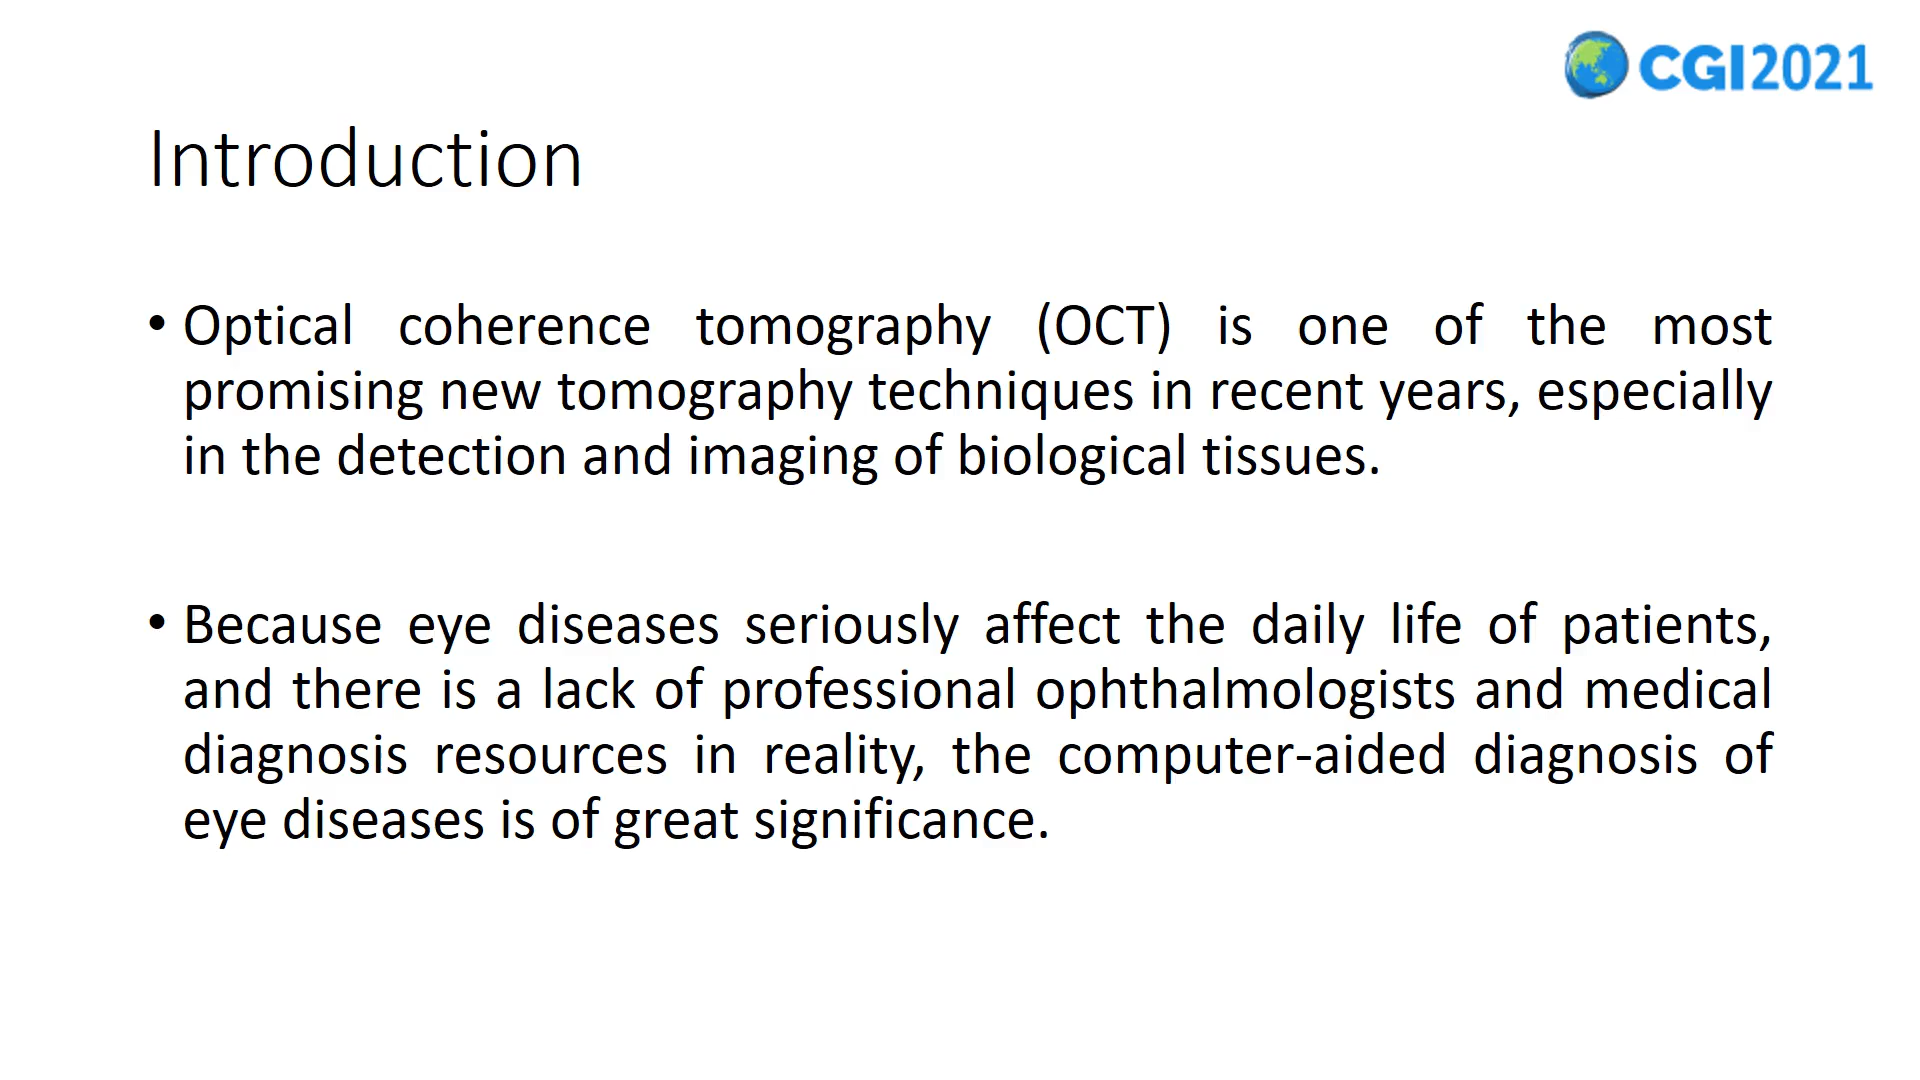 CGI2021
Introduction
• Optical coherence tomography (OCT) is one of the most
promising new tomography techniques in recent years, especially
in the detection and imaging of biological tissues.
• Because eye diseases seriously affect the daily life of patients,
and there is a lack of professional ophthalmologists and medical
diagnosis resources in reality, the computer-aided diagnosis of
eye diseases is of great significance.